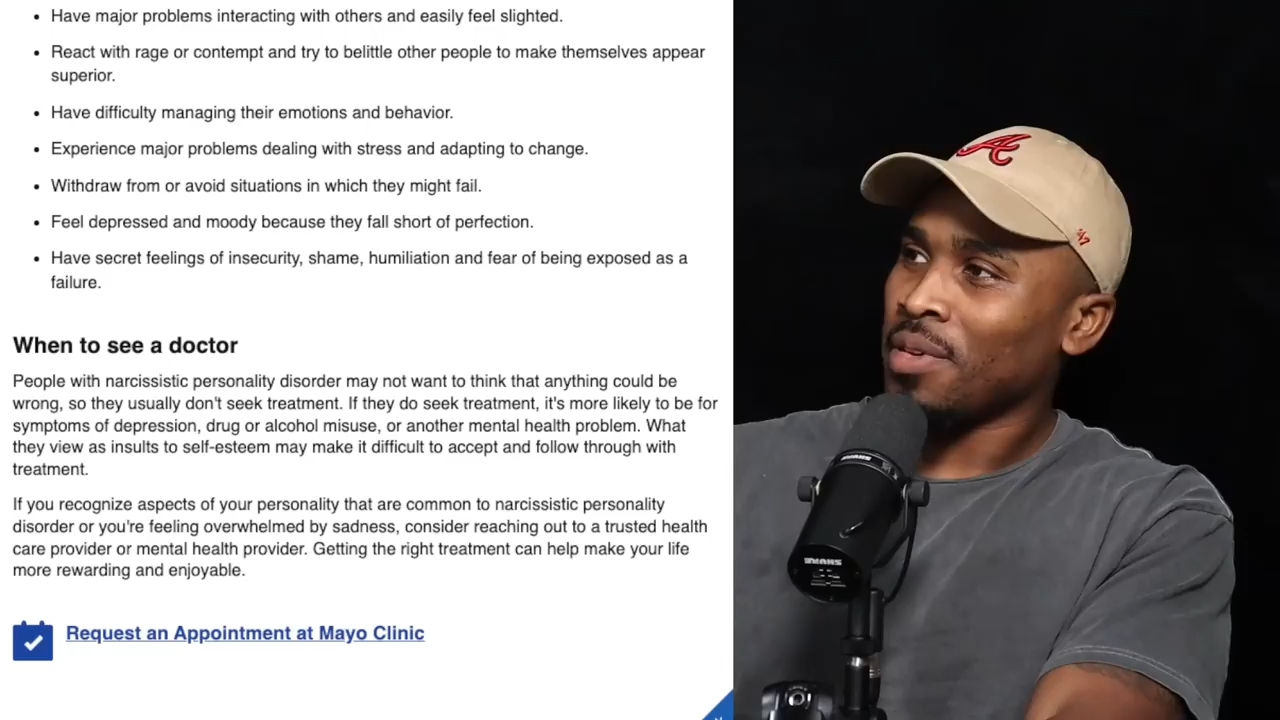 • Have major problems interacting with others and easily feel slighted.
• React with rage or contempt and try to belittle other people to make themselves appear
superior.
• Have difficulty managing their emotions and behavior.
• Experience major problems dealing with stress and adapting to change.
• Withdraw from or avoid situations in which they might fail.
• Feel depressed and moody because they fall short of perfection.
• Have secret feelings of insecurity, shame, humiliation and fear of being exposed as a
failure.
When to see a doctor
People with narcissistic personality disorder may not want to think that anything could be
wrong, so they usually don't seek treatment. If they do seek treatment, it's more likely to be for
symptoms of depression, drug or alcohol misuse, or another mental health problem. What
they view as insults to self-esteem may make it difficult to accept and follow through with
treatment.
If you recognize aspects of your personality that are common to narcissistic personality
disorder or you're feeling overwhelmed by sadness, consider reaching out to a trusted health
care provider or mental health provider. Getting the right treatment can help make your life
more rewarding and enjoyable.
Request an Appointment at Mayo Clinic
A
'47